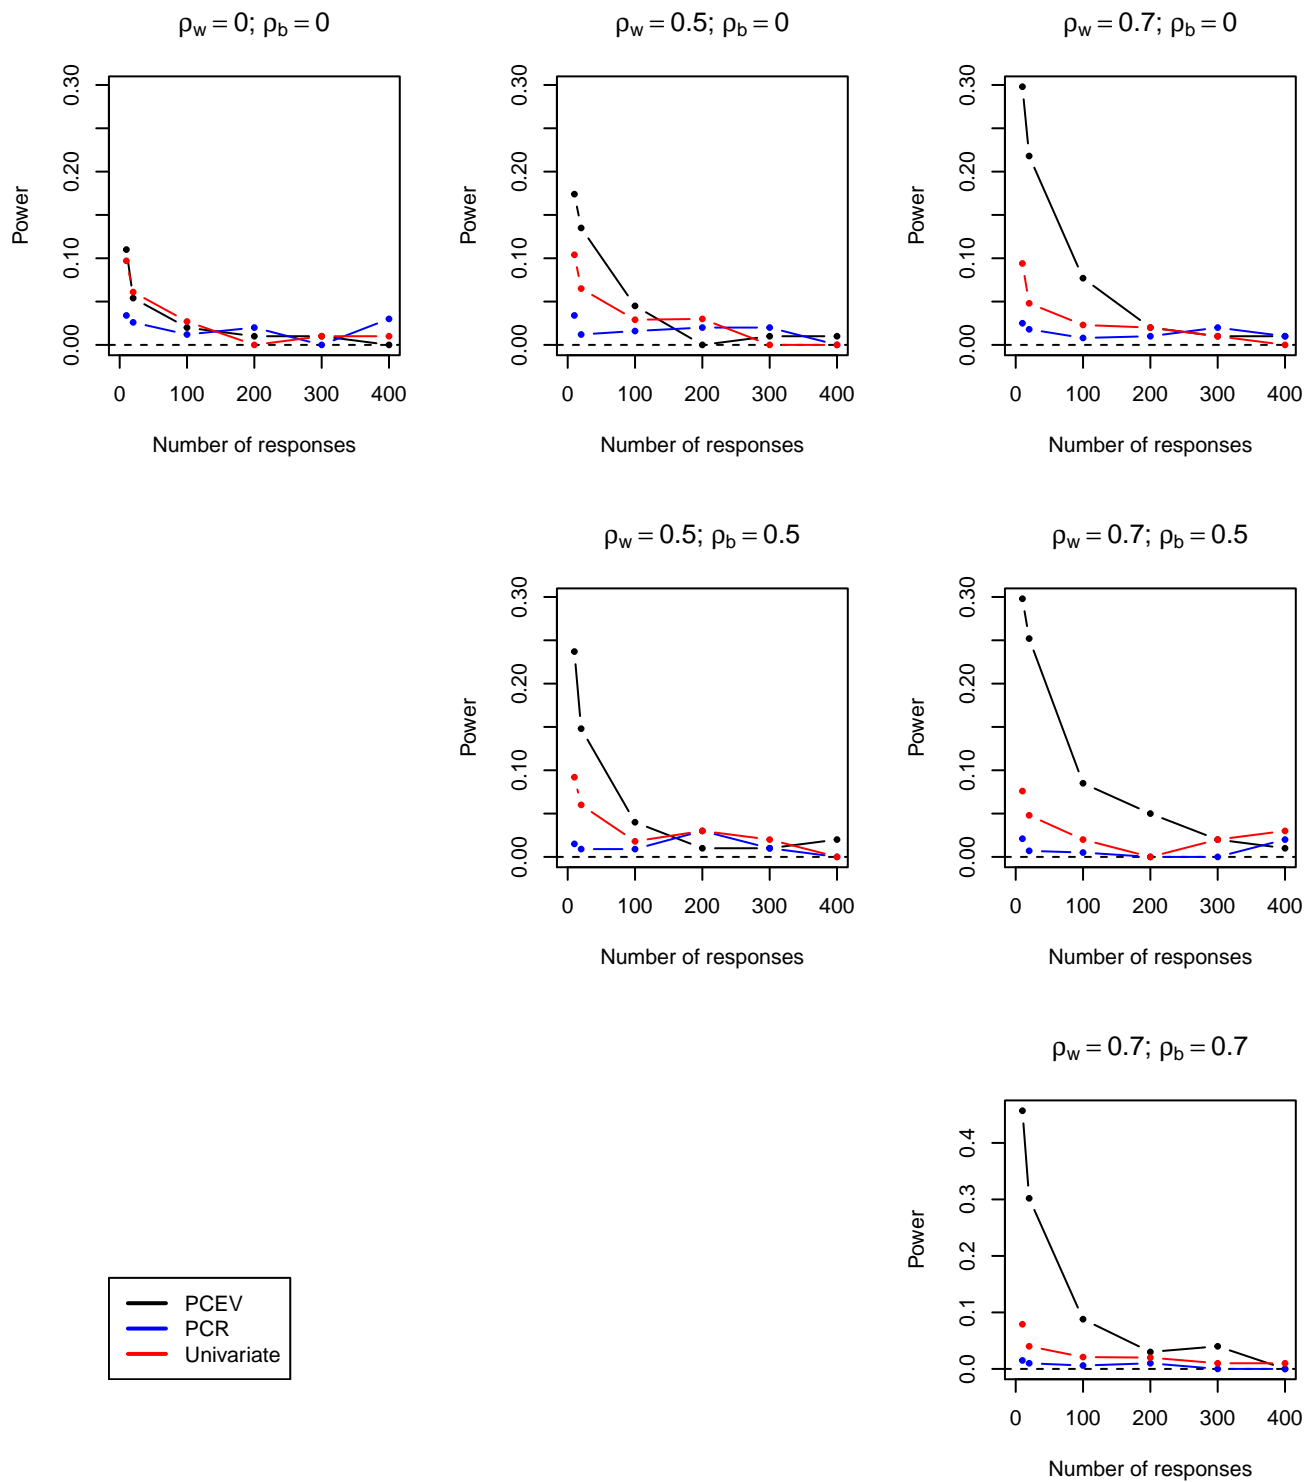 ρw = 0; ρb = 0
0.00
0.10
0.20
0.30
Power
0 100 200 300 400
Number of responses
ρw = 0.5; ρb = 0
0.00
0.10
0.20
0.30
Power
0 100 200 300 400
Number of responses
ρw = 0.7; ρb = 0
0.00
0.10
0.20
0.30
Power
0 100 200 300 400
Number of responses
ρw = 0.5; ρb = 0.5
0.00
0.10
0.20
0.30
Power
0 100 200 300 400
Number of responses
ρw = 0.7; ρb = 0.5
0.00
0.10
0.20
0.30
Power
0 100 200 300 400
Number of responses
ρw = 0.7; ρb = 0.7
0.0
0.1
0.2
0.3
0.4
Power
0 100 200 300 400
Number of responses
PCEV
PCR
Univariate